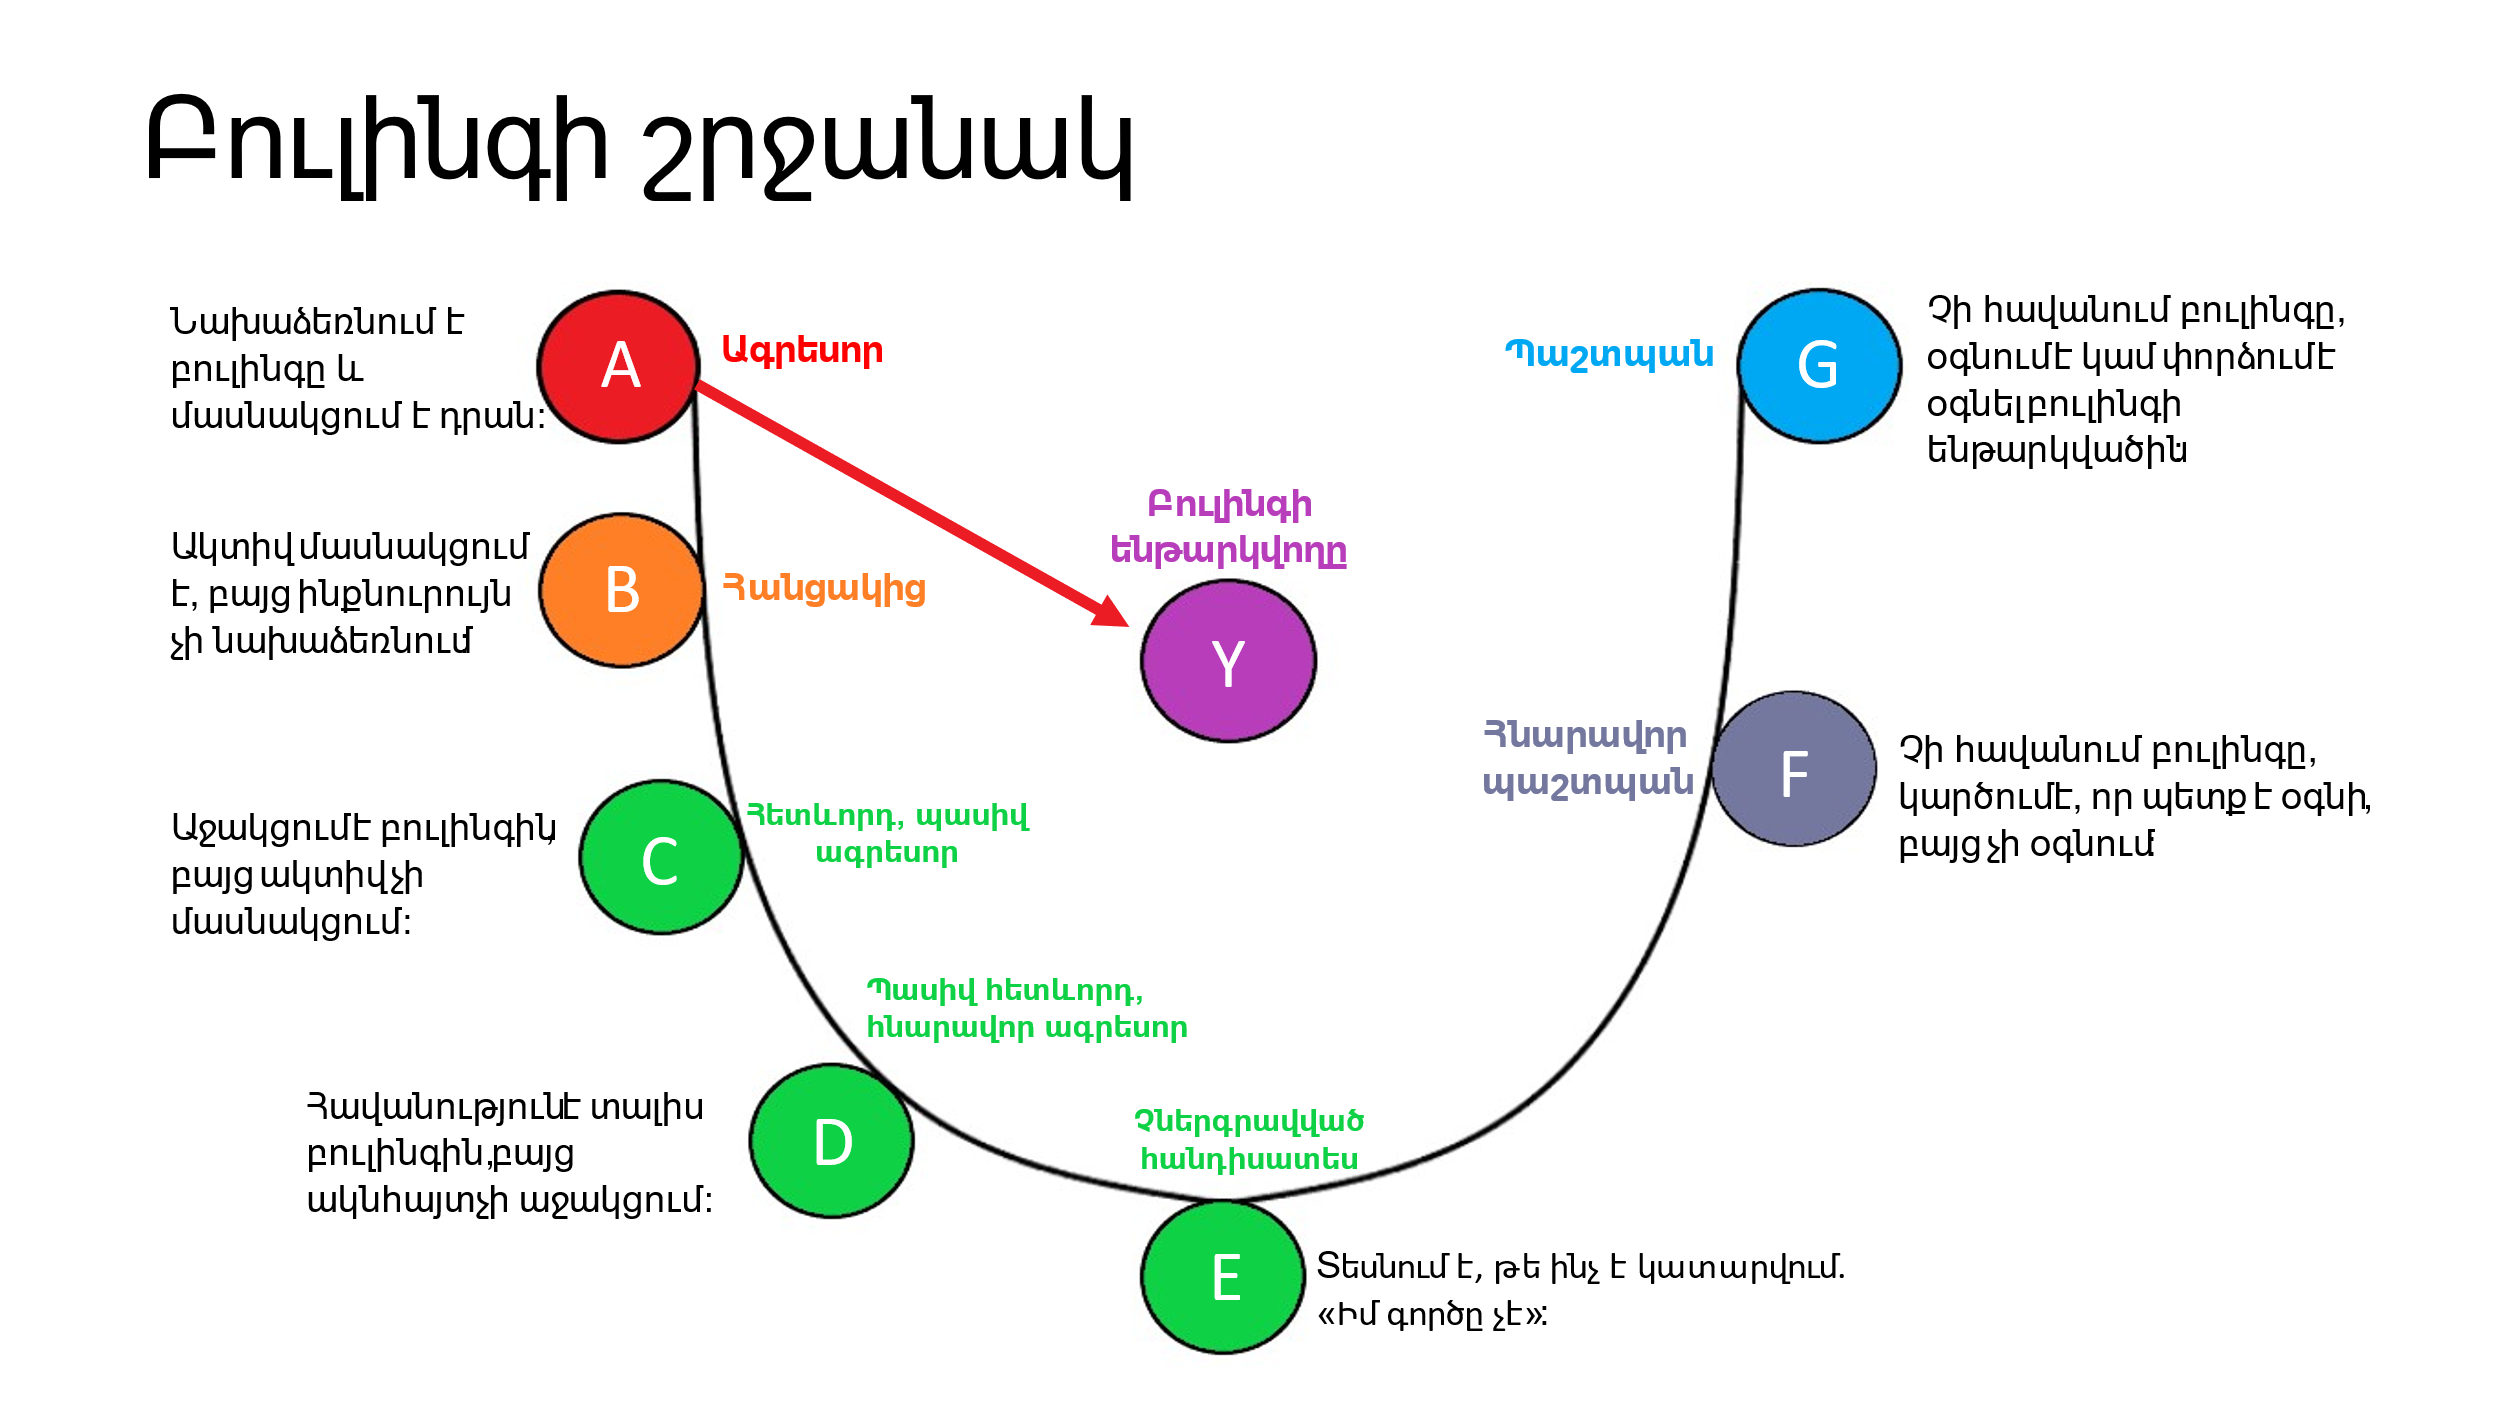 Բուլինգի շրջանակ
Նախաձեռնում է
բուլինգը և
մասնակցում է դրան:
A
Ագրեսոր
Ակտիվ մասնակցում
է, բայց ինքնուրույն
չի նախաձեռնում:
B
Հանցակից
Աջակցում է բուլինգին,
բայց ակտիվ չի
մասնակցում:
C
Հետևորդ, պասիվ
ագրեսոր
Հավանություն է տալիս
բուլինգին, բայց
ակնհայտ չի աջակցում:
D
Պասիվ հետևորդ,
հնարավոր ագրեսոր
Բուլինգի
ենթարկվողը
Y
Չներգրավված
հանդիսատես
E
Տեսնում է, թե ինչ է կատարվում.
«Իմ գործը չէ»:
Հնարավոր
պաշտպան
F
Չի հավանում բուլինգը,
կարծում է, որ պետք է օգնի,
բայց չի օգնում:
Պաշտպան
G
Չի հավանում բուլինգը,
օգնում է կամ փորձում է
օգնել բուլինգի
ենթարկվածին: